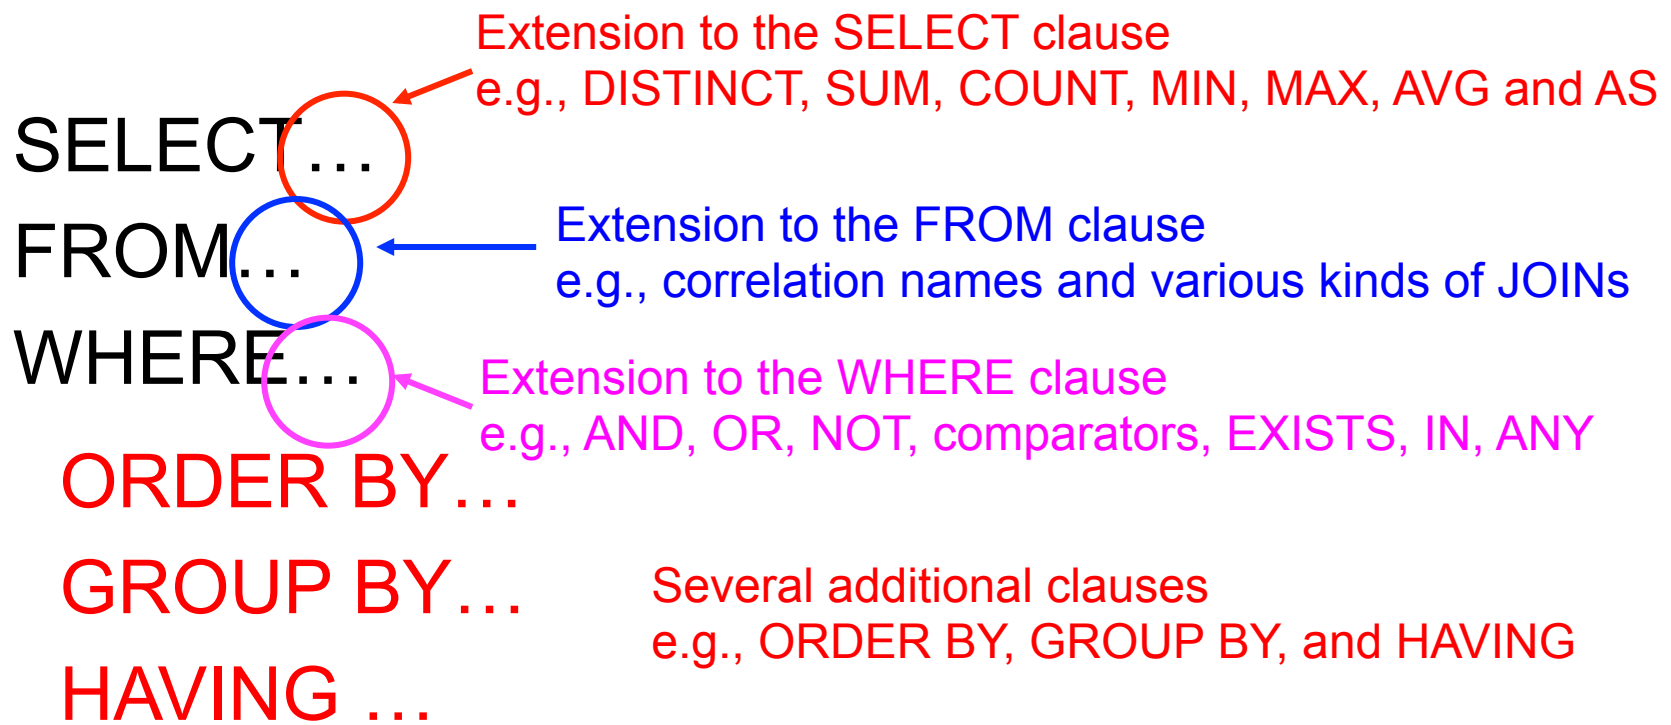 Extension to the SELECT clause
e.g., DISTINCT, SUM, COUNT, MIN, MAX, AVG and AS
SELECT…
FROM…
Extension to the FROM clause
e.g., correlation names and various kinds of JOINs
WHERE…
Extension to the WHERE clause
e.g., AND, OR, NOT, comparators, EXISTS, IN, ANY
ORDER BY…
GROUP BY…
Several additional clauses
e.g., ORDER BY, GROUP BY, and HAVING
HAVING …